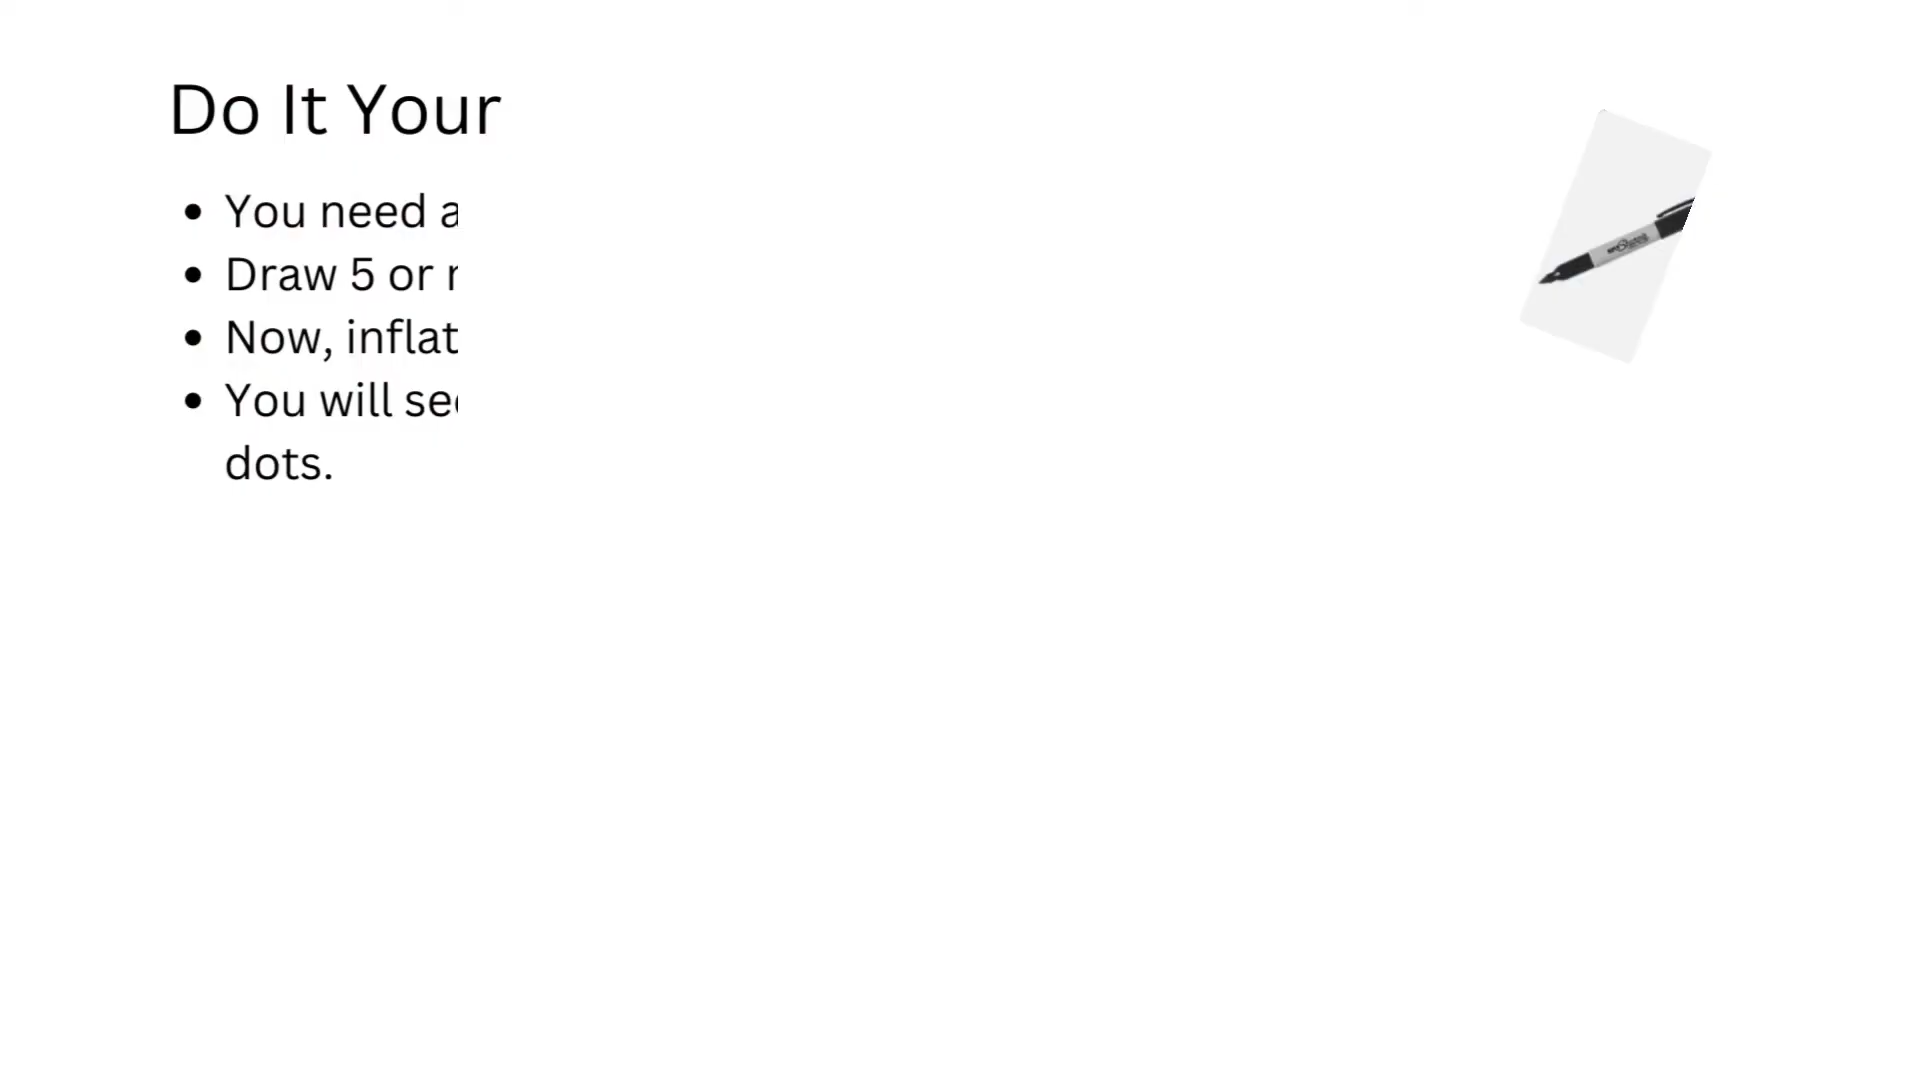 Do It Your
• You need a
• Draw 5 or
• Now, inflat
• You will se
dots.